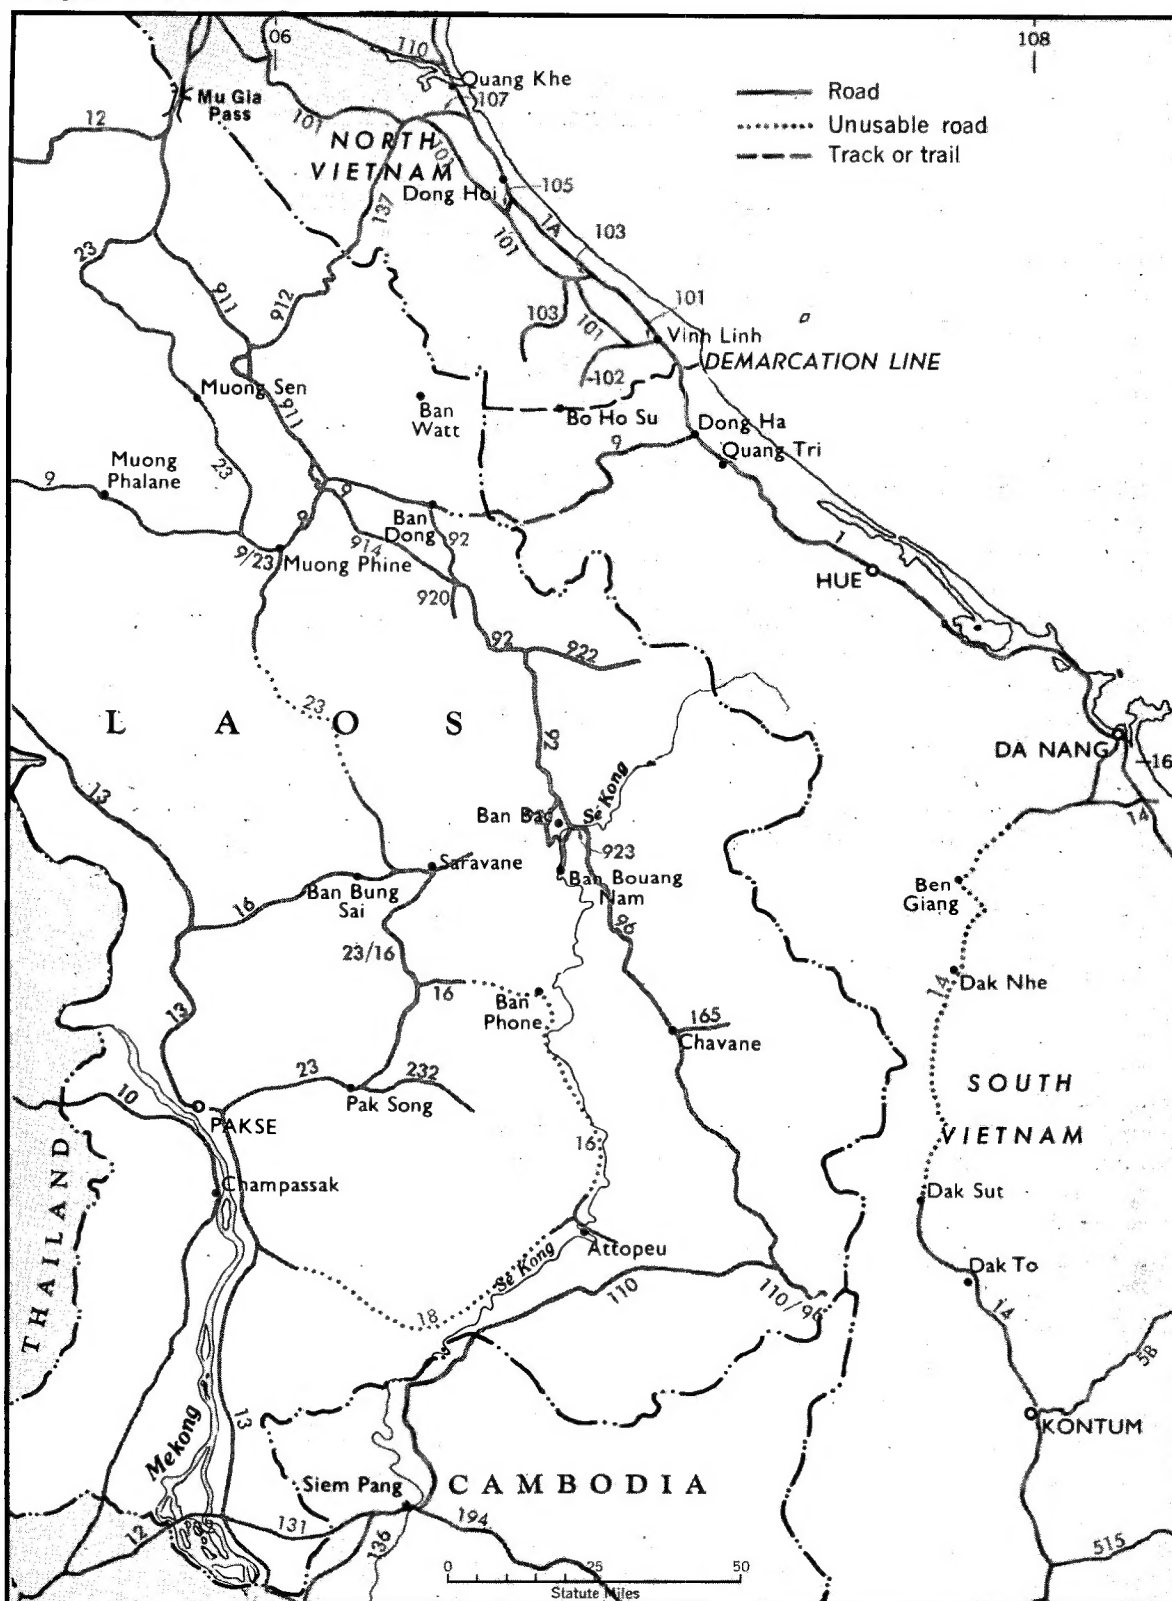 06
108
110
Quang Khe
107
Road
Unusable road
Track or trail
Mu Gia
Pass
12
101
NORTH
VIETNAM
101
Dong Hoi
105
137
1A
103
101
23
911
912
103
101
101
Vinh Linh
DEMARCATION LINE
102
Muong Sen
911
Ban
Watt
Bo Ho Su
Dong Ha
Quang Tri
9
Muong
Phalane
9
23
9
9
Ban
Dong
92
914
9/23
Muong Phine
920
1
HUE
92
922
LAOS
23
92
DA NANG
16
13
Se Kong
Ban Bac
14
923
Saravane
Ban Bouang
Nam
Ban Bung
Sai
16
Ben
Giang
96
23/16
14
Dak Nhe
16
Ban
Phone
13
165
Chavane
23
232
Pak Song
10
PAKSE
SOUTH
VIETNAM
THAILAND
16
Champassak
Dak Sut
Attopeu
Se Kong
Dak To
110
110/96
18
14
5B
13
KONTUM
Mekong
Siem Pang
CAMBODIA
12
131
136
194
515
0 25 50
Statute Miles